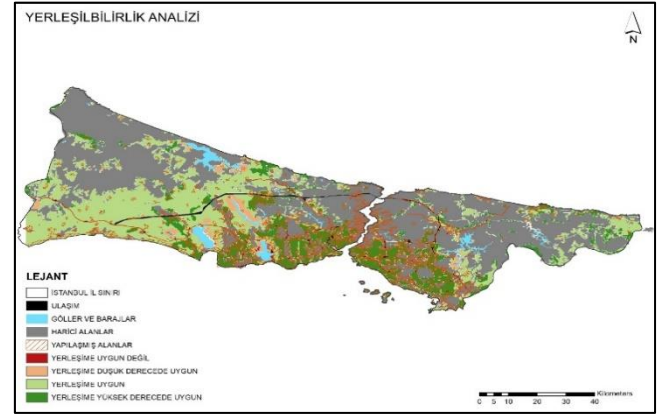 YERLEŞİLBİLİRLİK ANALİZİ
N
LEJANT
İSTANBUL İL SINIRI
ULAŞIM
GÖLLER VE BARAJLAR
HARİCİ ALANLAR
YAPILAŞMIŞ ALANLAR
YERLEŞİME UYGUN DEĞİL
YERLEŞİME DÜŞÜK DERECEDE UYGUN
YERLEŞİME UYGUN
YERLEŞİME YÜKSEK DERECEDE UYGUN
Kilometers
0 5 10 20 30 40